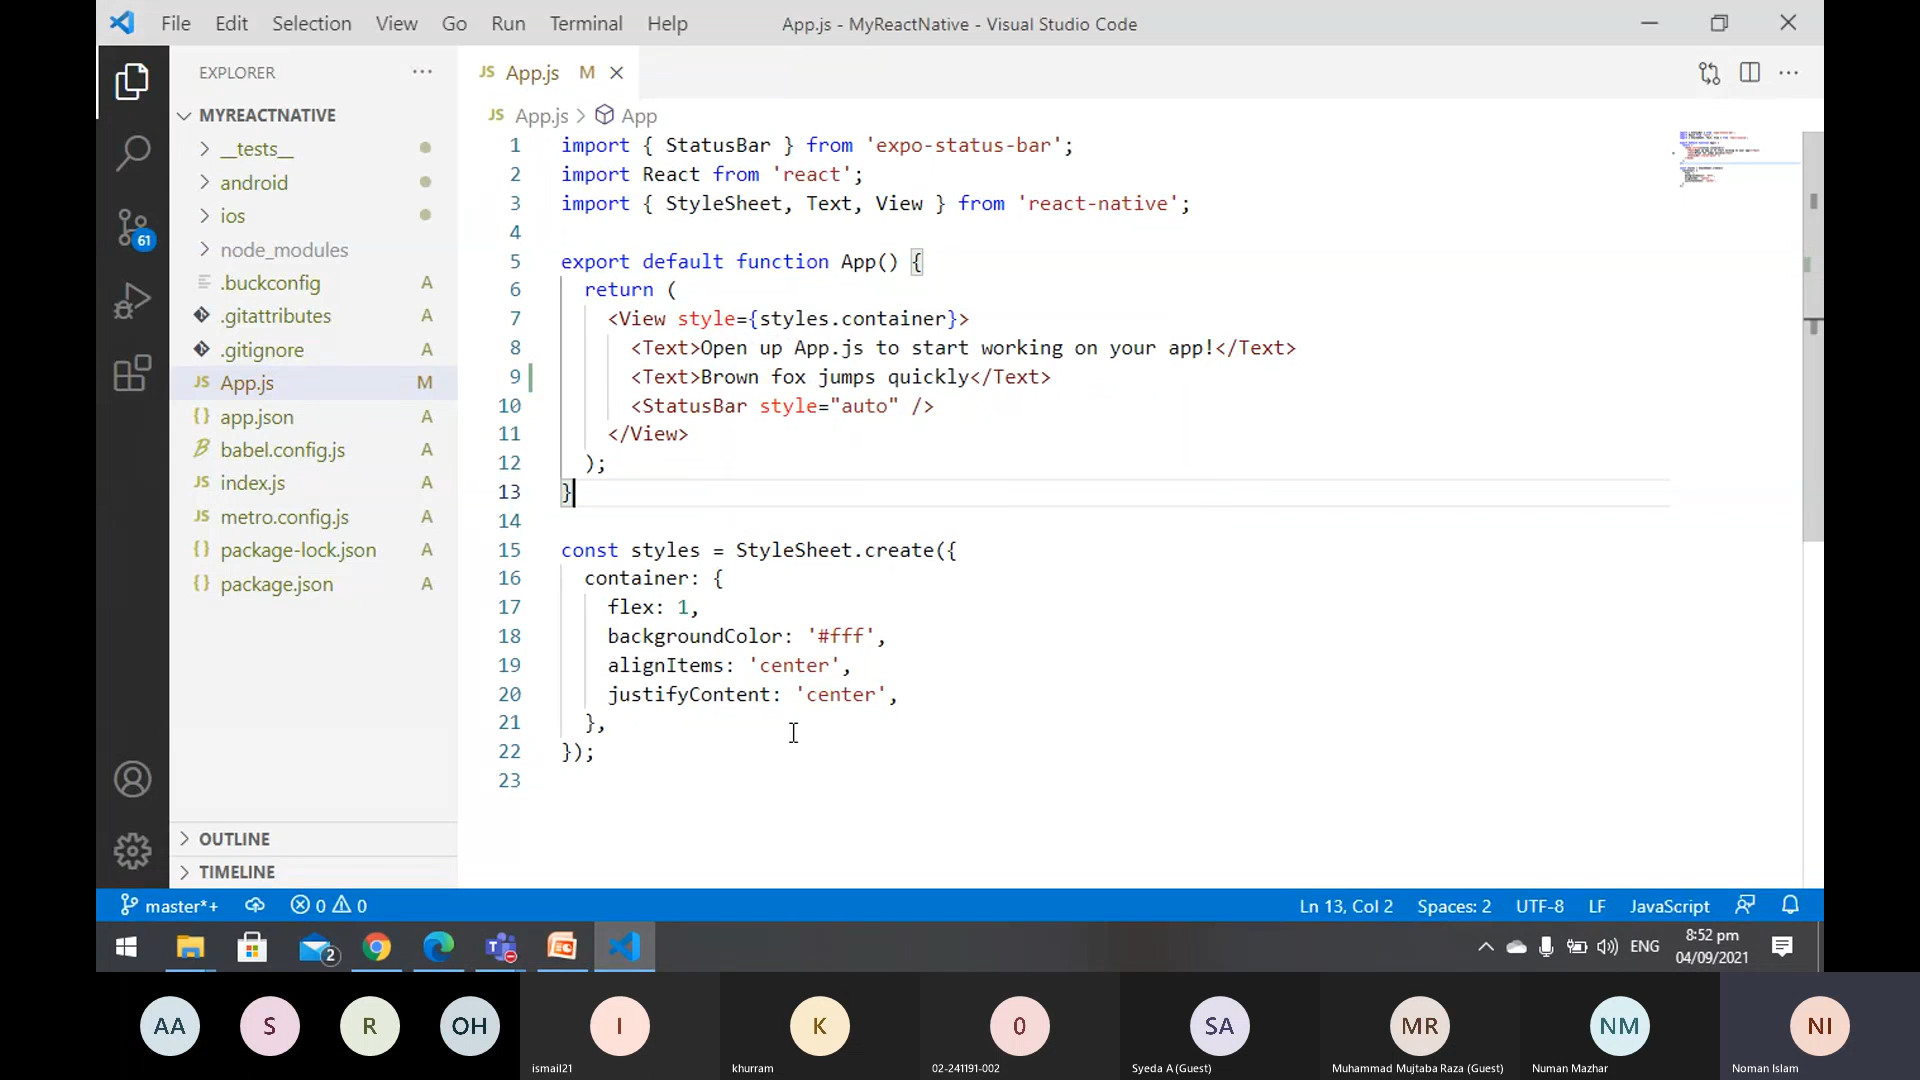 File Edit Selection View Go Run Terminal Help App.js - MyReactNative - Visual Studio Code
EXPLORER
JS App.js M
MYREACTNATIVE
JS App.js > App
__tests__
android
ios
node_modules
.buckconfig A
.gitattributes A
.gitignore A
JS App.js M
{} app.json A
babel.config.js A
JS index.js A
JS metro.config.js A
{} package-lock.json A
{} package.json A
61
OUTLINE
TIMELINE
1 import { StatusBar } from 'expo-status-bar';
2 import React from 'react';
3 import { StyleSheet, Text, View } from 'react-native';
4
5 export default function App() {
6 return (
7 <View style={styles.container}>
8 <Text>Open up App.js to start working on your app!</Text>
9 <Text>Brown fox jumps quickly</Text>
10 <StatusBar style="auto" />
11 </View>
12 );
13 }
14
15 const styles = StyleSheet.create({
16 container: {
17 flex: 1,
18 backgroundColor: '#fff',
19 alignItems: 'center',
20 justifyContent: 'center',
21 },
22 });
23
master*+ 0 0 Ln 13, Col 2 Spaces: 2 UTF-8 LF JavaScript
2 ENG 8:52 pm
04/09/2021
AA S R OH I K 0 SA MR NM NI
ismail21 khurram 02-241191-002 Syeda A (Guest) Muhammad Mujtaba Raza (Guest) Numan Mazhar Noman Islam